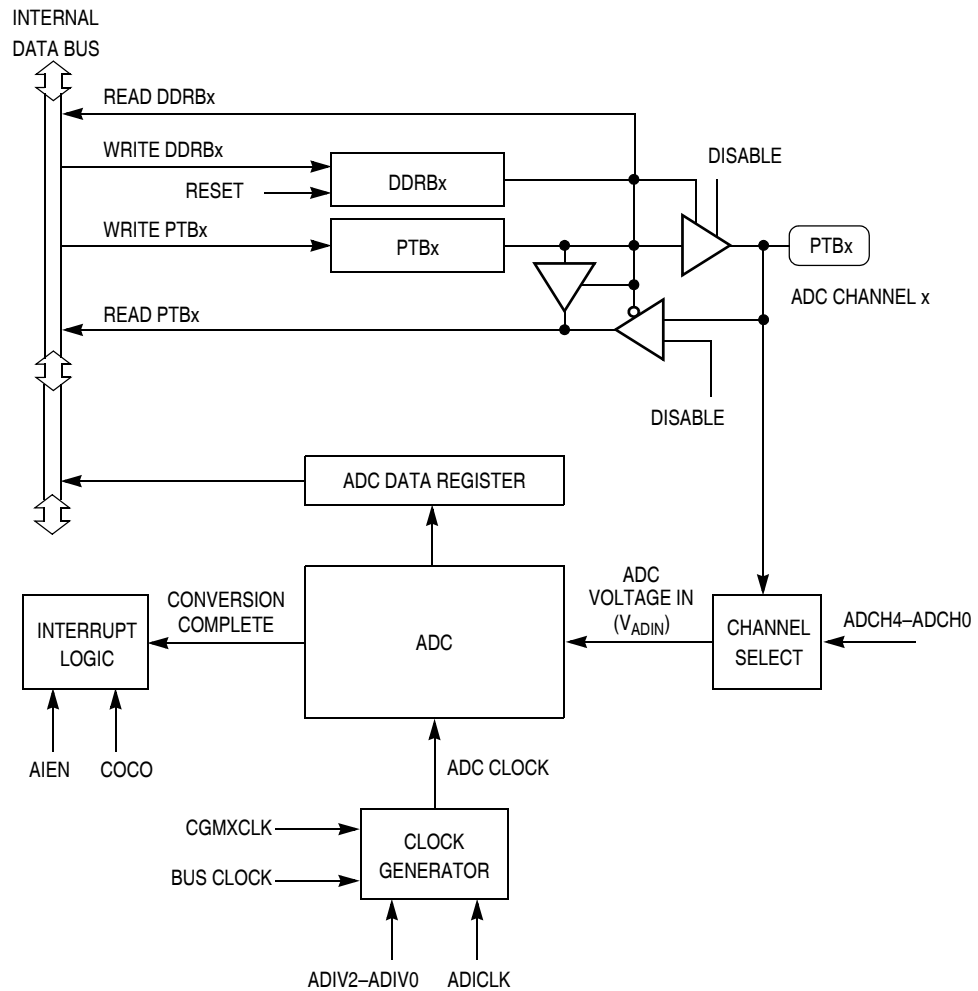 INTERNAL
DATA BUS
READ DDRBx
WRITE DDRBx
DISABLE
RESET
DDRBx
WRITE PTBx
PTBx
PTBx
ADC CHANNEL x
READ PTBx
DISABLE
ADC DATA REGISTER
INTERRUPT
LOGIC
CONVERSION
COMPLETE
ADC
ADC
VOLTAGE IN
(VADIN)
CHANNEL
SELECT
ADCH4–ADCH0
AIEN
COCO
ADC CLOCK
CGMXCLK
BUS CLOCK
CLOCK
GENERATOR
ADIV2–ADIV0
ADICLK